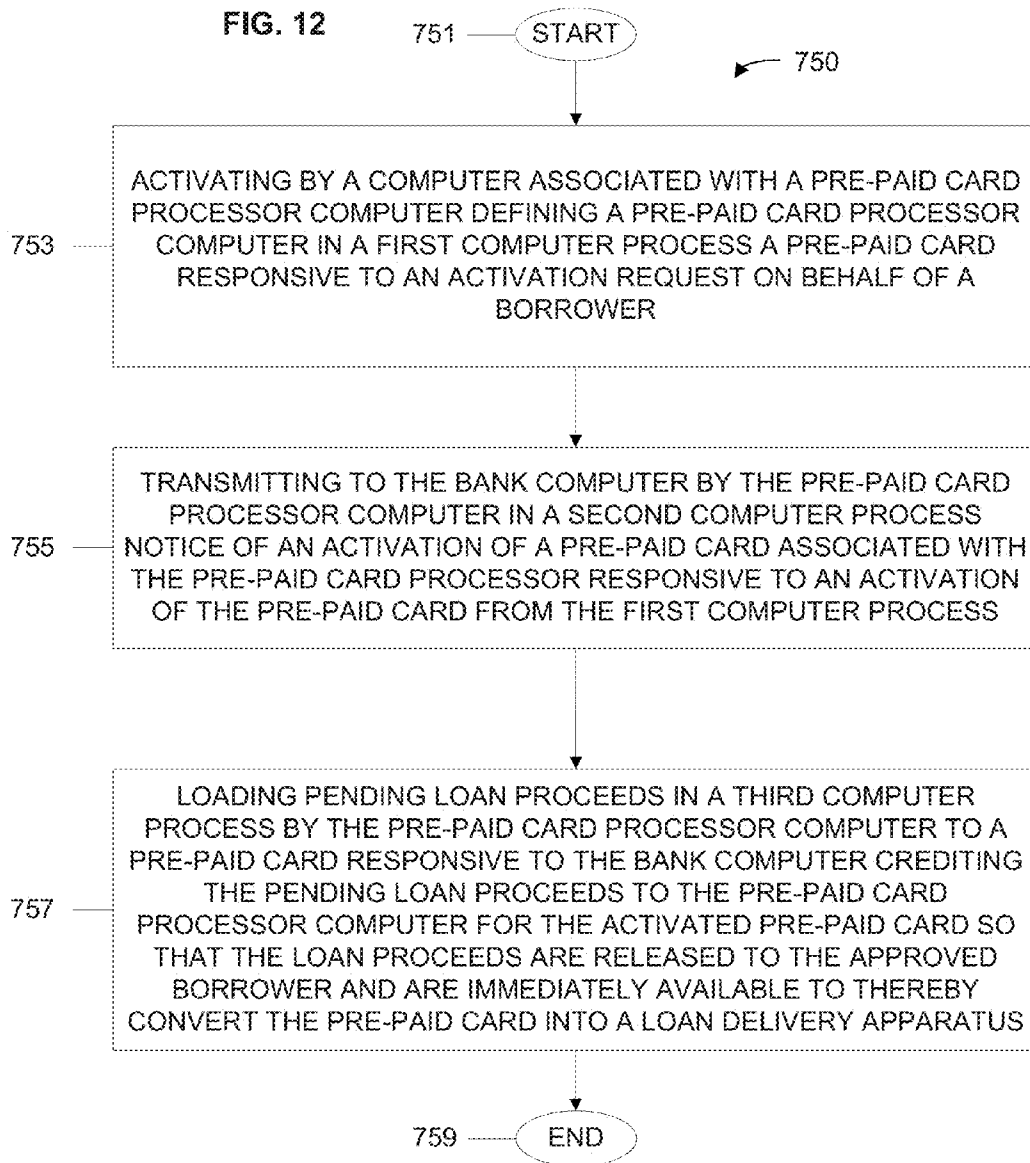 FIG. 12
751
START
750
ACTIVATING BY A COMPUTER ASSOCIATED WITH A PRE-PAID CARD
PROCESSOR COMPUTER DEFINING A PRE-PAID CARD PROCESSOR
COMPUTER IN A FIRST COMPUTER PROCESS A PRE-PAID CARD
RESPONSIVE TO AN ACTIVATION REQUEST ON BEHALF OF A
BORROWER
753
TRANSMITTING TO THE BANK COMPUTER BY THE PRE-PAID CARD
PROCESSOR COMPUTER IN A SECOND COMPUTER PROCESS
NOTICE OF AN ACTIVATION OF A PRE-PAID CARD ASSOCIATED WITH
THE PRE-PAID CARD PROCESSOR RESPONSIVE TO AN ACTIVATION
OF THE PRE-PAID CARD FROM THE FIRST COMPUTER PROCESS
755
LOADING PENDING LOAN PROCEEDS IN A THIRD COMPUTER
PROCESS BY THE PRE-PAID CARD PROCESSOR COMPUTER TO A
PRE-PAID CARD RESPONSIVE TO THE BANK COMPUTER CREDITING
THE PENDING LOAN PROCEEDS TO THE PRE-PAID CARD
PROCESSOR COMPUTER FOR THE ACTIVATED PRE-PAID CARD SO
THAT THE LOAN PROCEEDS ARE RELEASED TO THE APPROVED
BORROWER AND ARE IMMEDIATELY AVAILABLE TO THEREBY
CONVERT THE PRE-PAID CARD INTO A LOAN DELIVERY APPARATUS
757
759
END